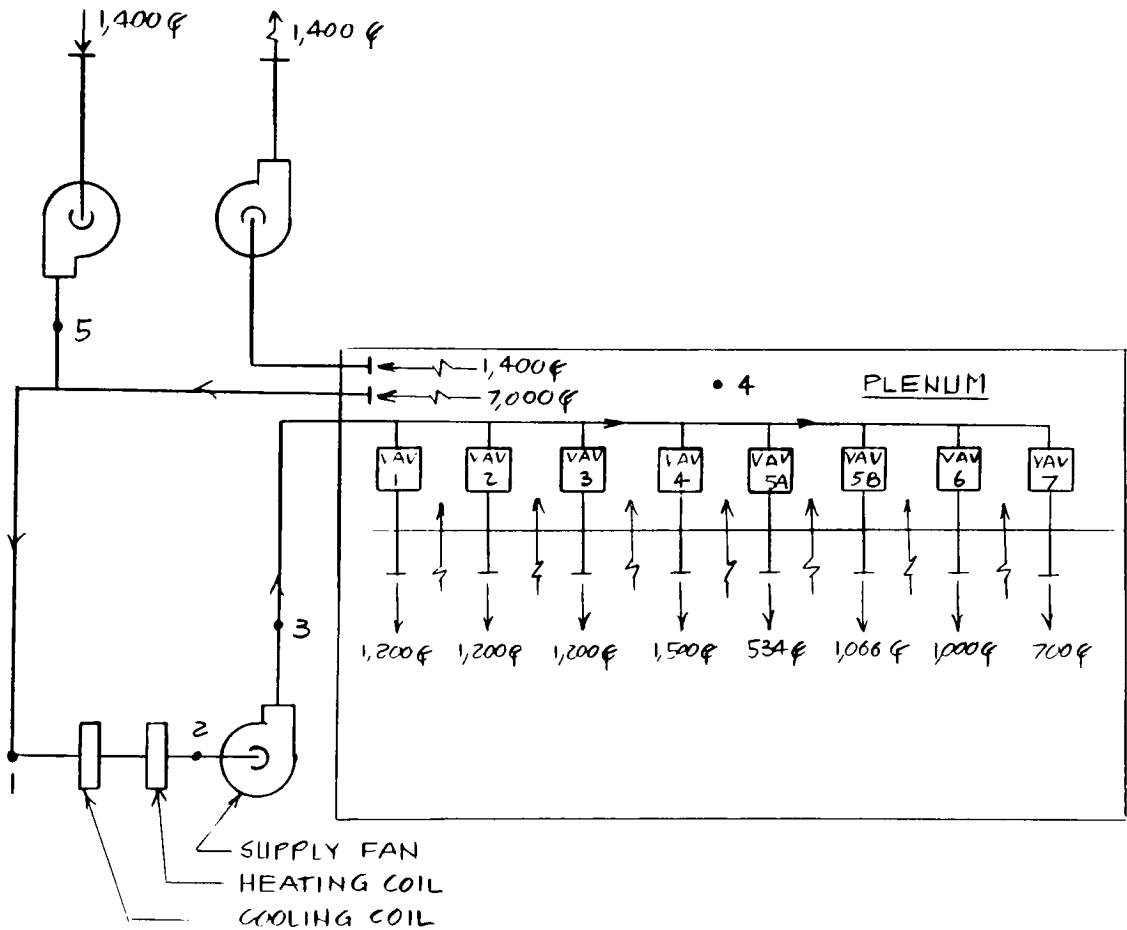 1,400
1,400
5
1,400
7,000
4
PLENUM
VAV 1
VAV 2
VAV 3
VAV 4
VAV 5A
VAV 5B
VAV 6
VAV 7
3
1,200
1,200
1,200
1,500
534
1,066
1,000
700
2
1
SUPPLY FAN
HEATING COIL
COOLING COIL